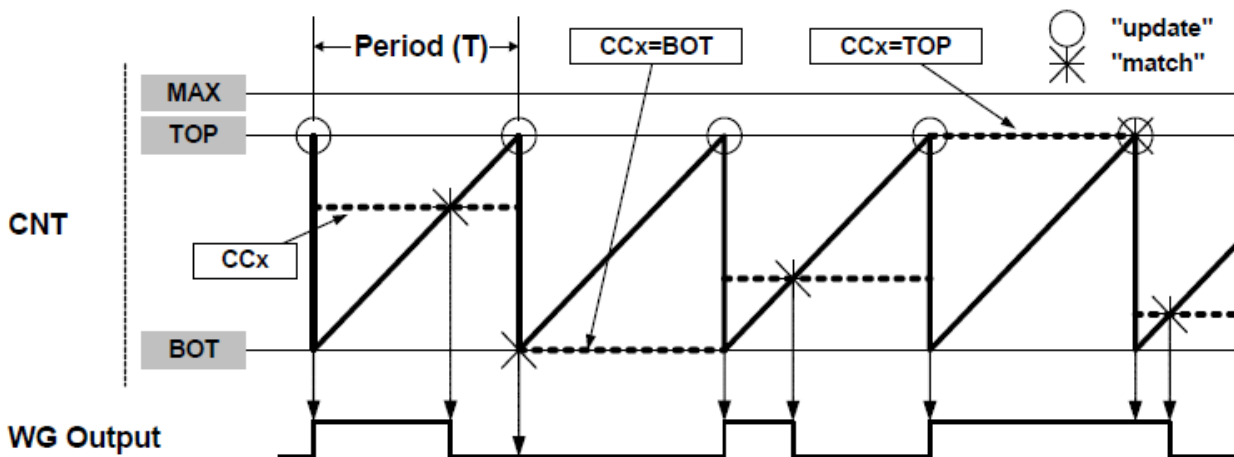 Period (T)
CCx=BOT
CCx=TOP
"update"
"match"
MAX
TOP
CNT
CCx
BOT
WG Output